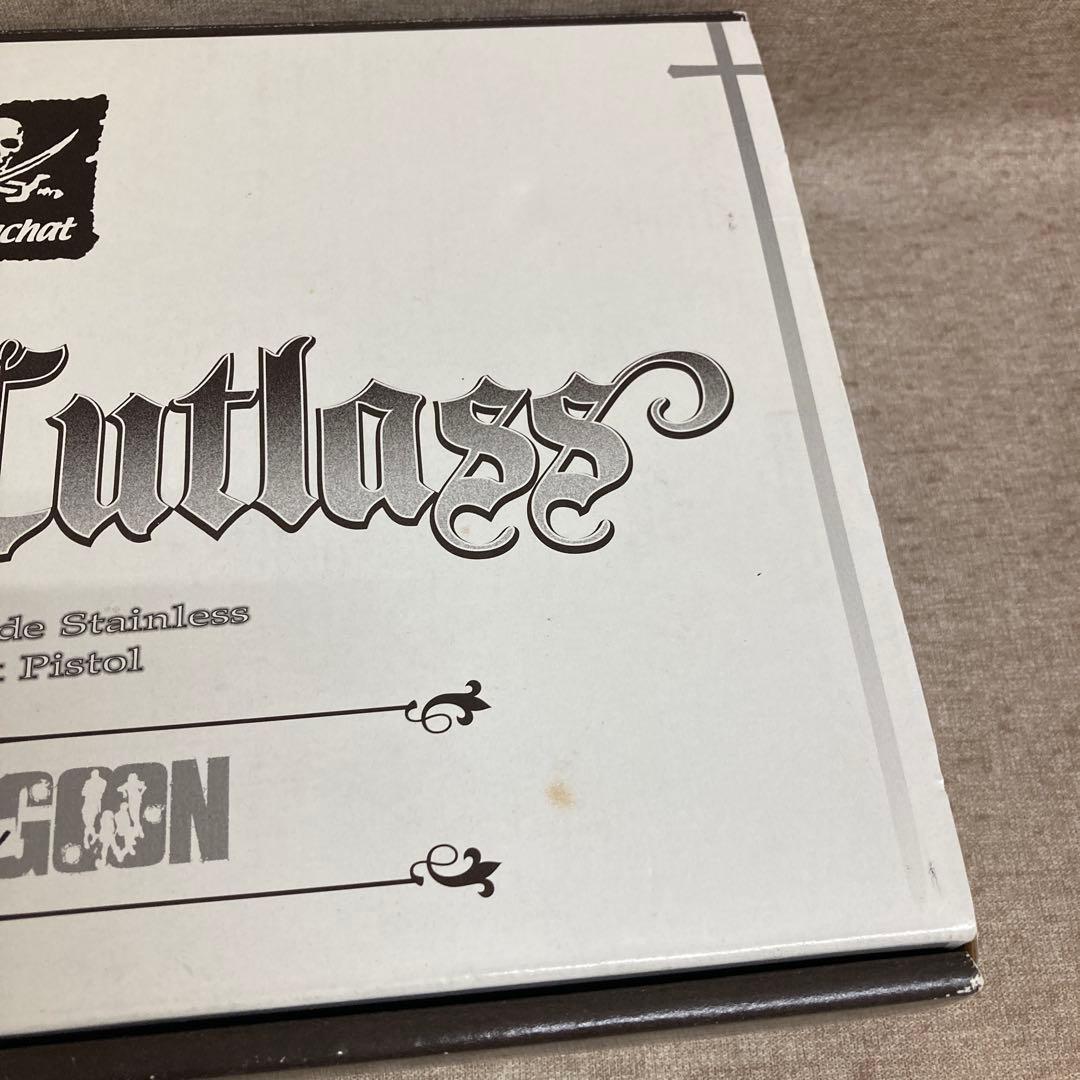 chat
Cutlass
de Stainless
Pistol
GOON